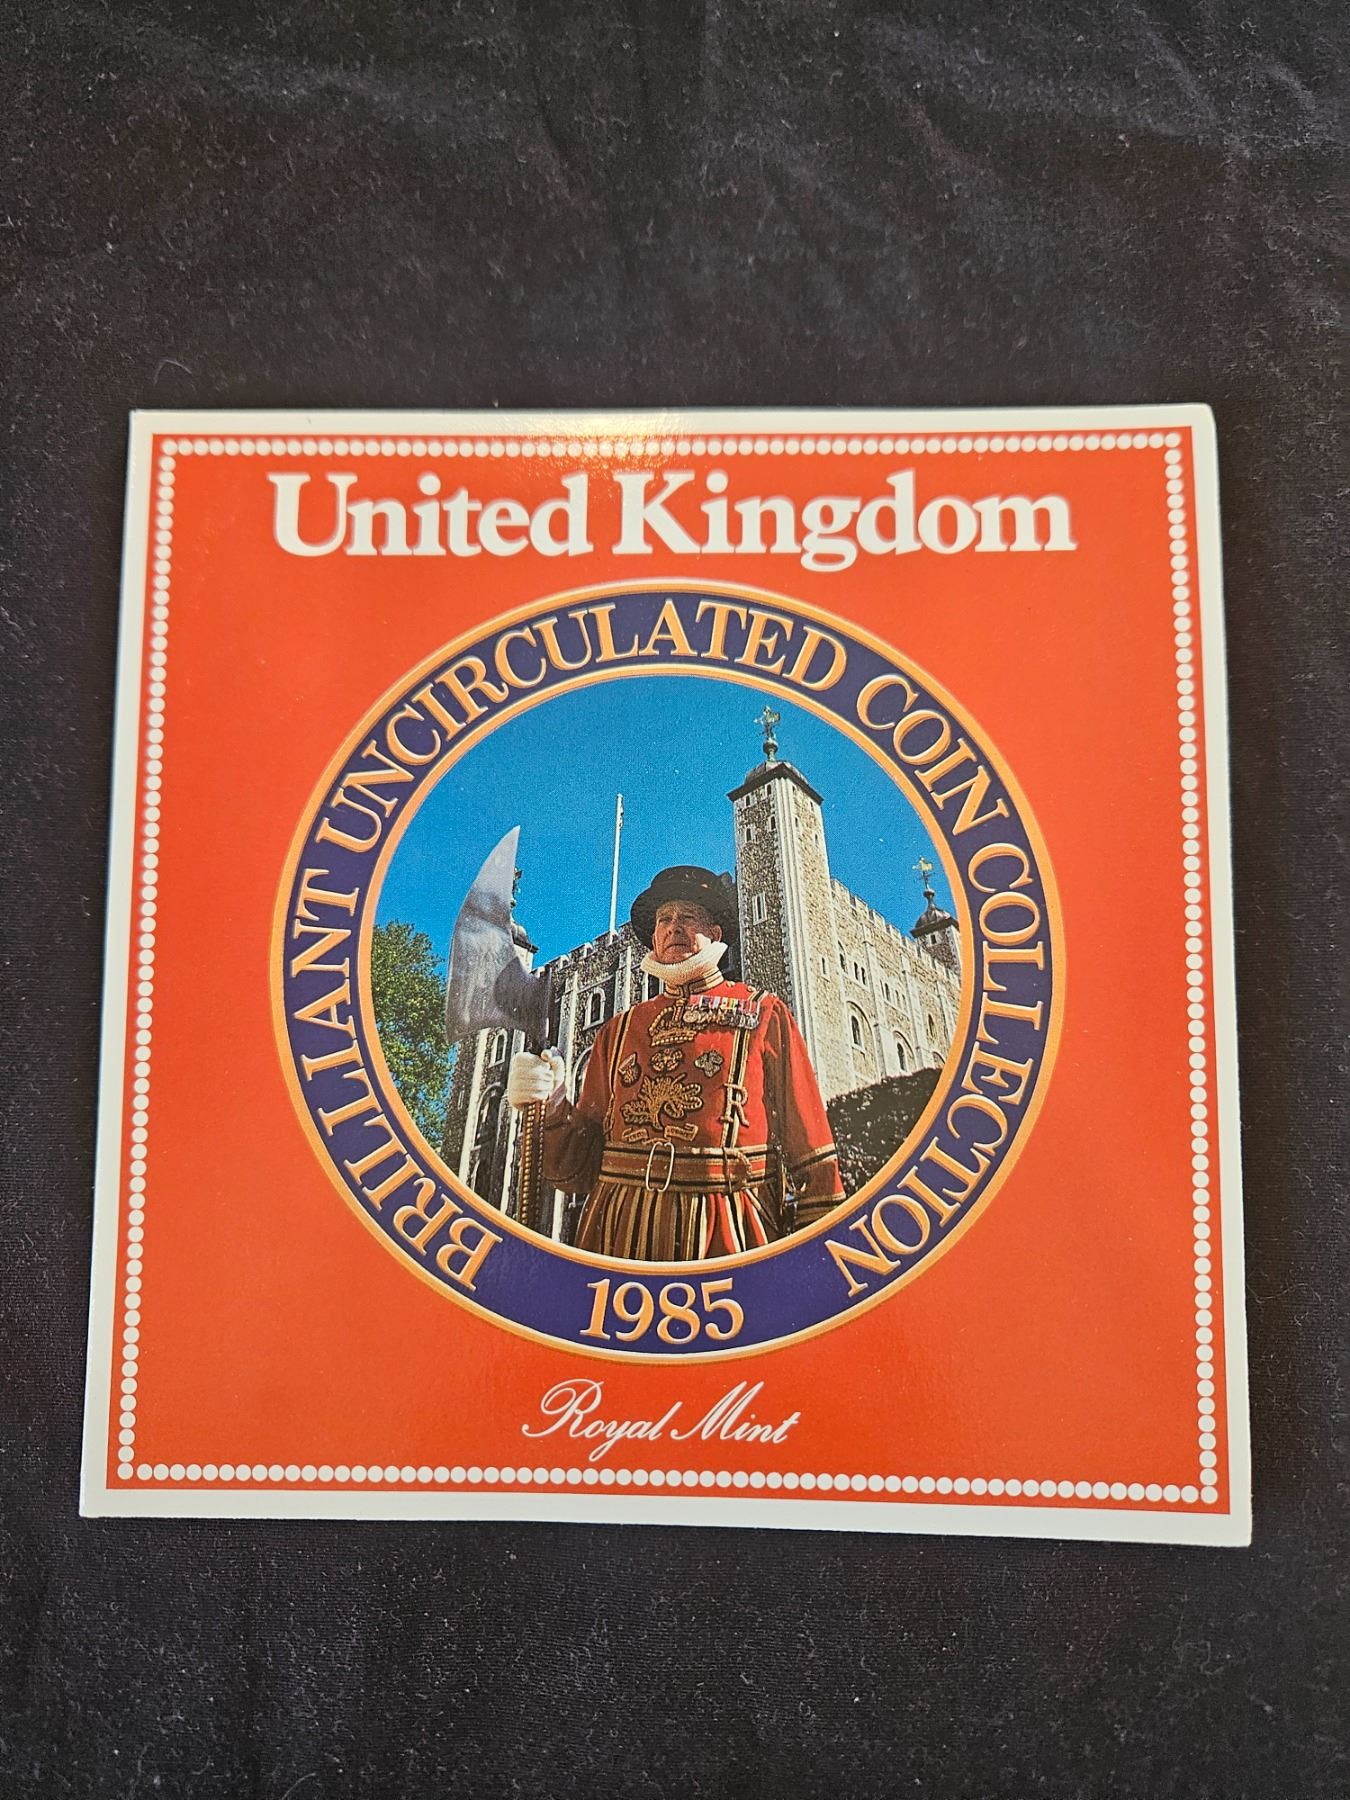 United Kingdom
BRILLIANT UNCIRCULATED COIN COLLECTION
1985
Royal Mint